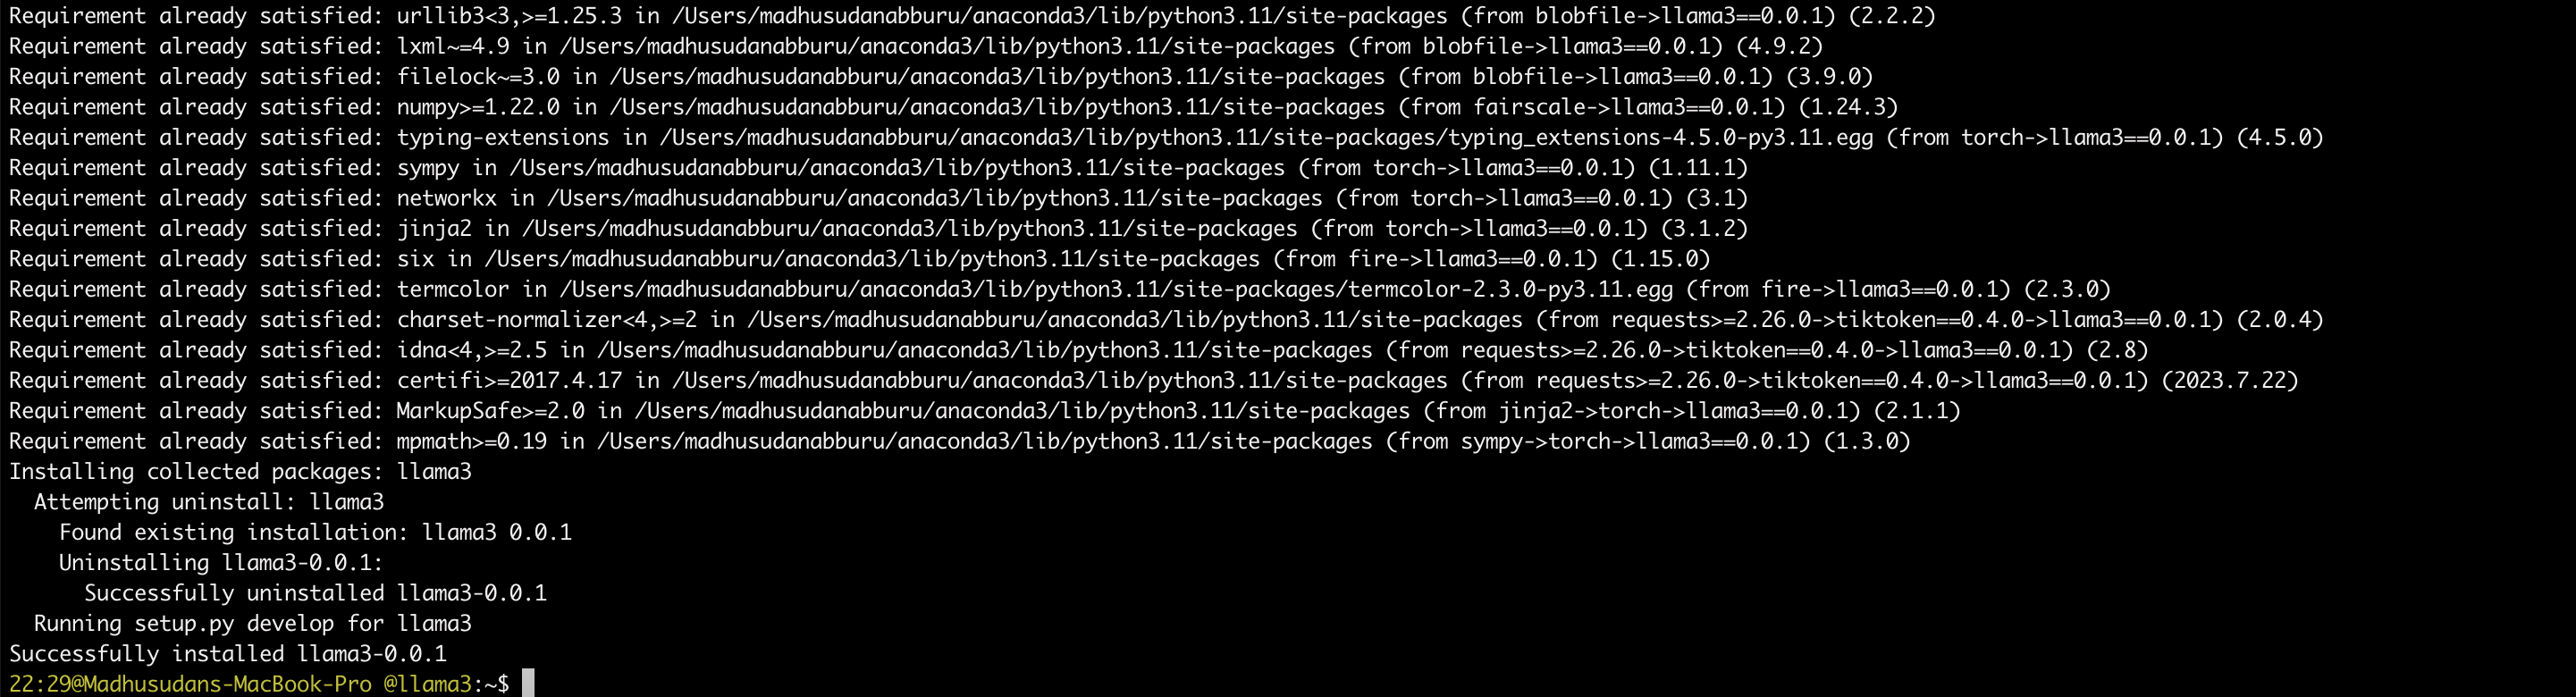 Requirement already satisfied: urllib3<3,>=1.25.3 in /Users/madhusudanabburu/anaconda3/lib/python3.11/site-packages (from blobfile->llama3==0.0.1) (2.2.2)
Requirement already satisfied: lxml~=4.9 in /Users/madhusudanabburu/anaconda3/lib/python3.11/site-packages (from blobfile->llama3==0.0.1) (4.9.2)
Requirement already satisfied: filelock~=3.0 in /Users/madhusudanabburu/anaconda3/lib/python3.11/site-packages (from blobfile->llama3==0.0.1) (3.9.0)
Requirement already satisfied: numpy>=1.22.0 in /Users/madhusudanabburu/anaconda3/lib/python3.11/site-packages (from fairscale->llama3==0.0.1) (1.24.3)
Requirement already satisfied: typing-extensions in /Users/madhusudanabburu/anaconda3/lib/python3.11/site-packages/typing_extensions-4.5.0-py3.11.egg (from torch->llama3==0.0.1) (4.5.0)
Requirement already satisfied: sympy in /Users/madhusudanabburu/anaconda3/lib/python3.11/site-packages (from torch->llama3==0.0.1) (1.11.1)
Requirement already satisfied: networkx in /Users/madhusudanabburu/anaconda3/lib/python3.11/site-packages (from torch->llama3==0.0.1) (3.1)
Requirement already satisfied: jinja2 in /Users/madhusudanabburu/anaconda3/lib/python3.11/site-packages (from torch->llama3==0.0.1) (3.1.2)
Requirement already satisfied: six in /Users/madhusudanabburu/anaconda3/lib/python3.11/site-packages (from fire->llama3==0.0.1) (1.15.0)
Requirement already satisfied: termcolor in /Users/madhusudanabburu/anaconda3/lib/python3.11/site-packages/termcolor-2.3.0-py3.11.egg (from fire->llama3==0.0.1) (2.3.0)
Requirement already satisfied: charset-normalizer<4,>=2 in /Users/madhusudanabburu/anaconda3/lib/python3.11/site-packages (from requests>=2.26.0->tiktoken==0.4.0->llama3==0.0.1) (2.0.4)
Requirement already satisfied: idna<4,>=2.5 in /Users/madhusudanabburu/anaconda3/lib/python3.11/site-packages (from requests>=2.26.0->tiktoken==0.4.0->llama3==0.0.1) (2.8)
Requirement already satisfied: certifi>=2017.4.17 in /Users/madhusudanabburu/anaconda3/lib/python3.11/site-packages (from requests>=2.26.0->tiktoken==0.4.0->llama3==0.0.1) (2023.7.22)
Requirement already satisfied: MarkupSafe>=2.0 in /Users/madhusudanabburu/anaconda3/lib/python3.11/site-packages (from jinja2->torch->llama3==0.0.1) (2.1.1)
Requirement already satisfied: mpmath>=0.19 in /Users/madhusudanabburu/anaconda3/lib/python3.11/site-packages (from sympy->torch->llama3==0.0.1) (1.3.0)
Installing collected packages: llama3
  Attempting uninstall: llama3
    Found existing installation: llama3 0.0.1
    Uninstalling llama3-0.0.1:
      Successfully uninstalled llama3-0.0.1
  Running setup.py develop for llama3
Successfully installed llama3-0.0.1
22:29@Madhusudans-MacBook-Pro @llama3:~$